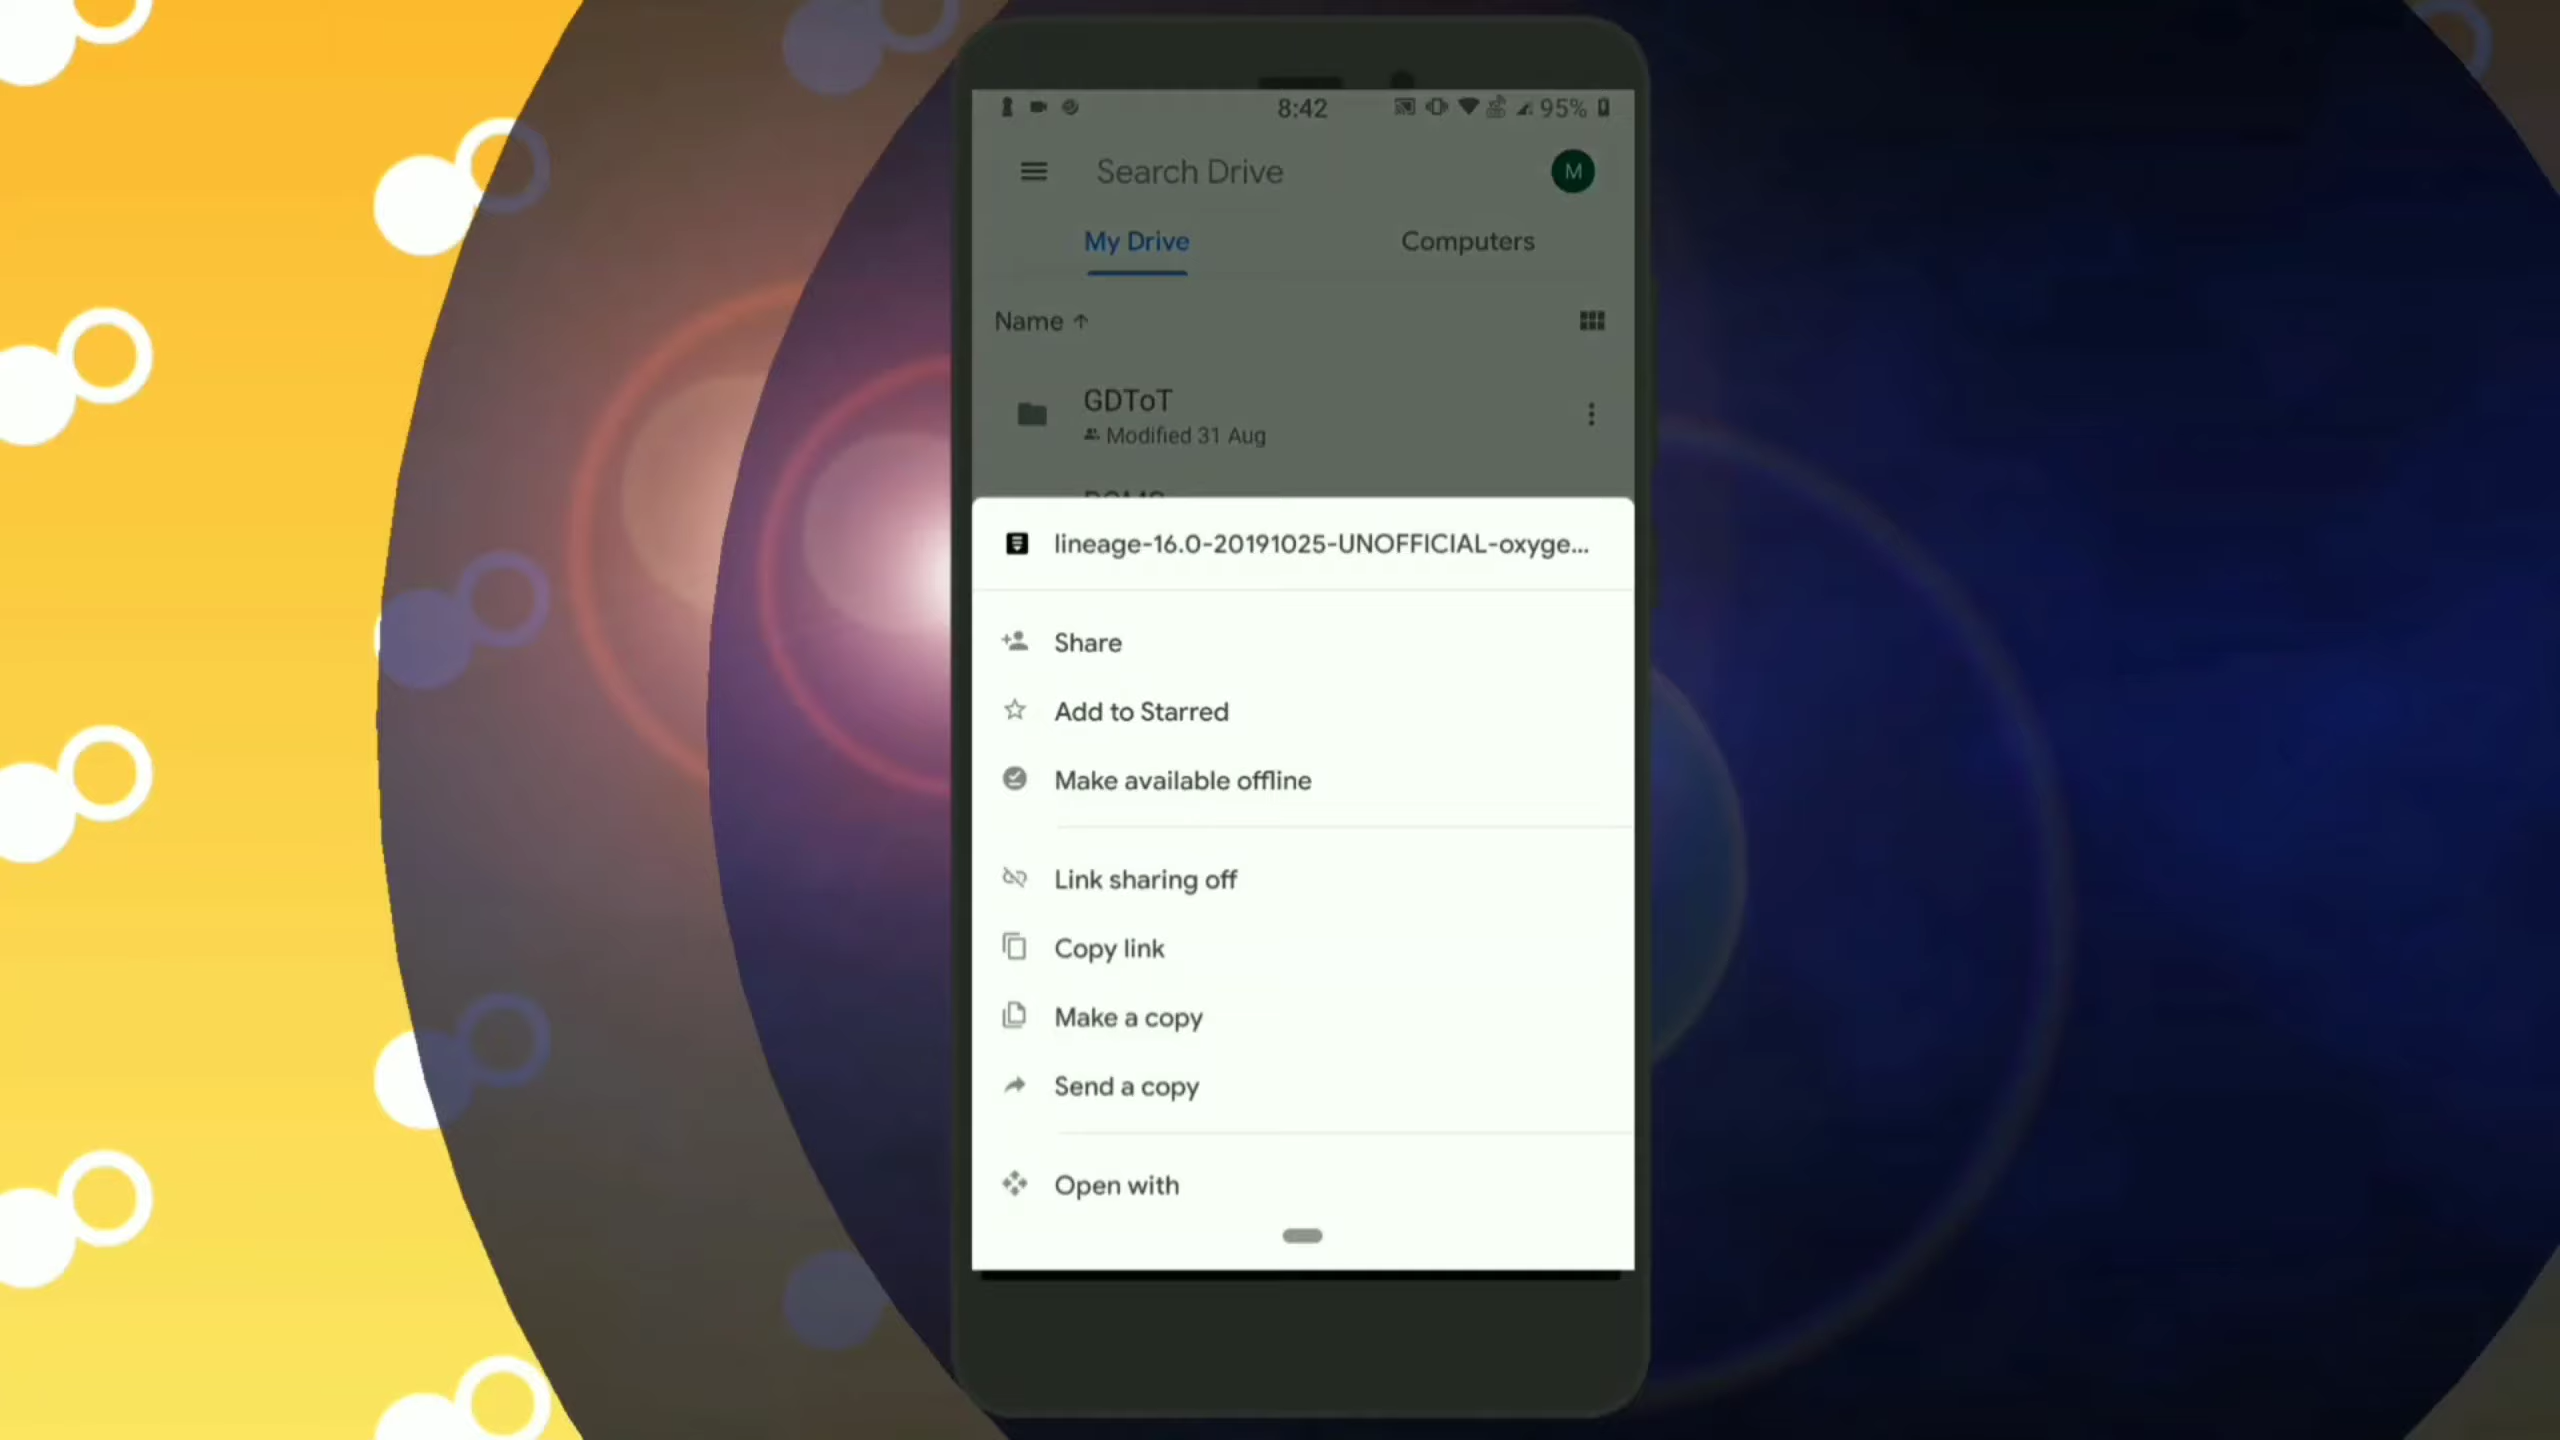 8:42
95%
Search Drive
M
My Drive
Computers
Name ↑
GDToT
Modified 31 Aug
lineage-16.0-20191025-UNOFFICIAL-oxyge...
Share
Add to Starred
Make available offline
Link sharing off
Copy link
Make a copy
Send a copy
Open with